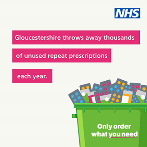 NHS
Gloucestershire throws away thousands
of unused repeat prescriptions
each year.
Only order
what you need